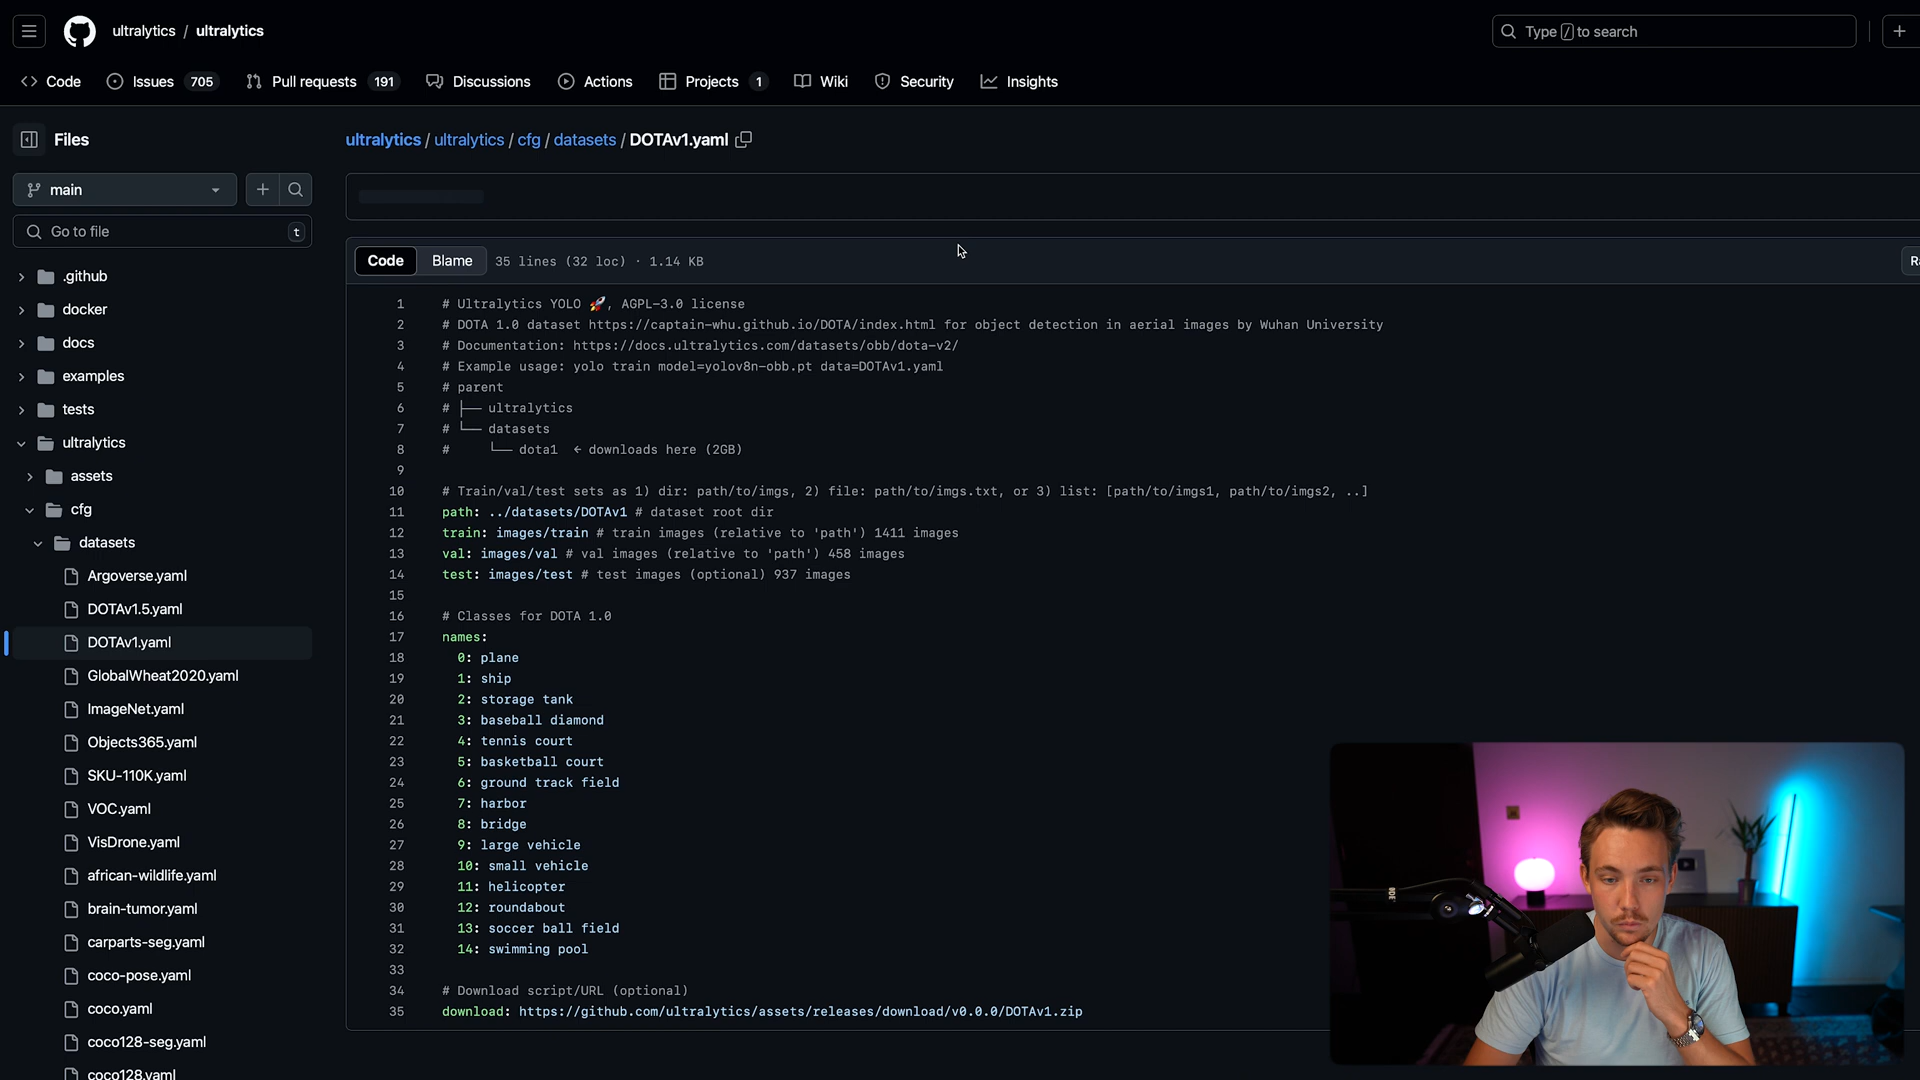 ultralytics / ultralytics
Type / to search
Code
Issues 705
Pull requests 191
Discussions
Actions
Projects 1
Wiki
Security
Insights
Files
ultralytics / ultralytics / cfg / datasets / DOTAv1.yaml
main
Go to file
t
.github
docker
docs
examples
tests
ultralytics
assets
cfg
datasets
Argoverse.yaml
DOTAv1.5.yaml
DOTAv1.yaml
GlobalWheat2020.yaml
ImageNet.yaml
Objects365.yaml
SKU-110K.yaml
VOC.yaml
VisDrone.yaml
african-wildlife.yaml
brain-tumor.yaml
carparts-seg.yaml
coco-pose.yaml
coco.yaml
coco128-seg.yaml
coco128.yaml
Code Blame 35 lines (32 loc) · 1.14 KB
Ra
1 # Ultralytics YOLO 🚀, AGPL-3.0 license
2 # DOTA 1.0 dataset https://captain-whu.github.io/DOTA/index.html for object detection in aerial images by Wuhan University
3 # Documentation: https://docs.ultralytics.com/datasets/obb/dota-v2/
4 # Example usage: yolo train model=yolov8n-obb.pt data=DOTAv1.yaml
5 # parent
6 # ├── ultralytics
7 # └── datasets
8 #     └── dota1 ← downloads here (2GB)
9
10 # Train/val/test sets as 1) dir: path/to/imgs, 2) file: path/to/imgs.txt, or 3) list: [path/to/imgs1, path/to/imgs2, ..]
11 path: ../datasets/DOTAv1 # dataset root dir
12 train: images/train # train images (relative to 'path') 1411 images
13 val: images/val # val images (relative to 'path') 458 images
14 test: images/test # test images (optional) 937 images
15
16 # Classes for DOTA 1.0
17 names:
18 0: plane
19 1: ship
20 2: storage tank
21 3: baseball diamond
22 4: tennis court
23 5: basketball court
24 6: ground track field
25 7: harbor
26 8: bridge
27 9: large vehicle
28 10: small vehicle
29 11: helicopter
30 12: roundabout
31 13: soccer ball field
32 14: swimming pool
33
34 # Download script/URL (optional)
35 download: https://github.com/ultralytics/assets/releases/download/v0.0.0/DOTAv1.zip